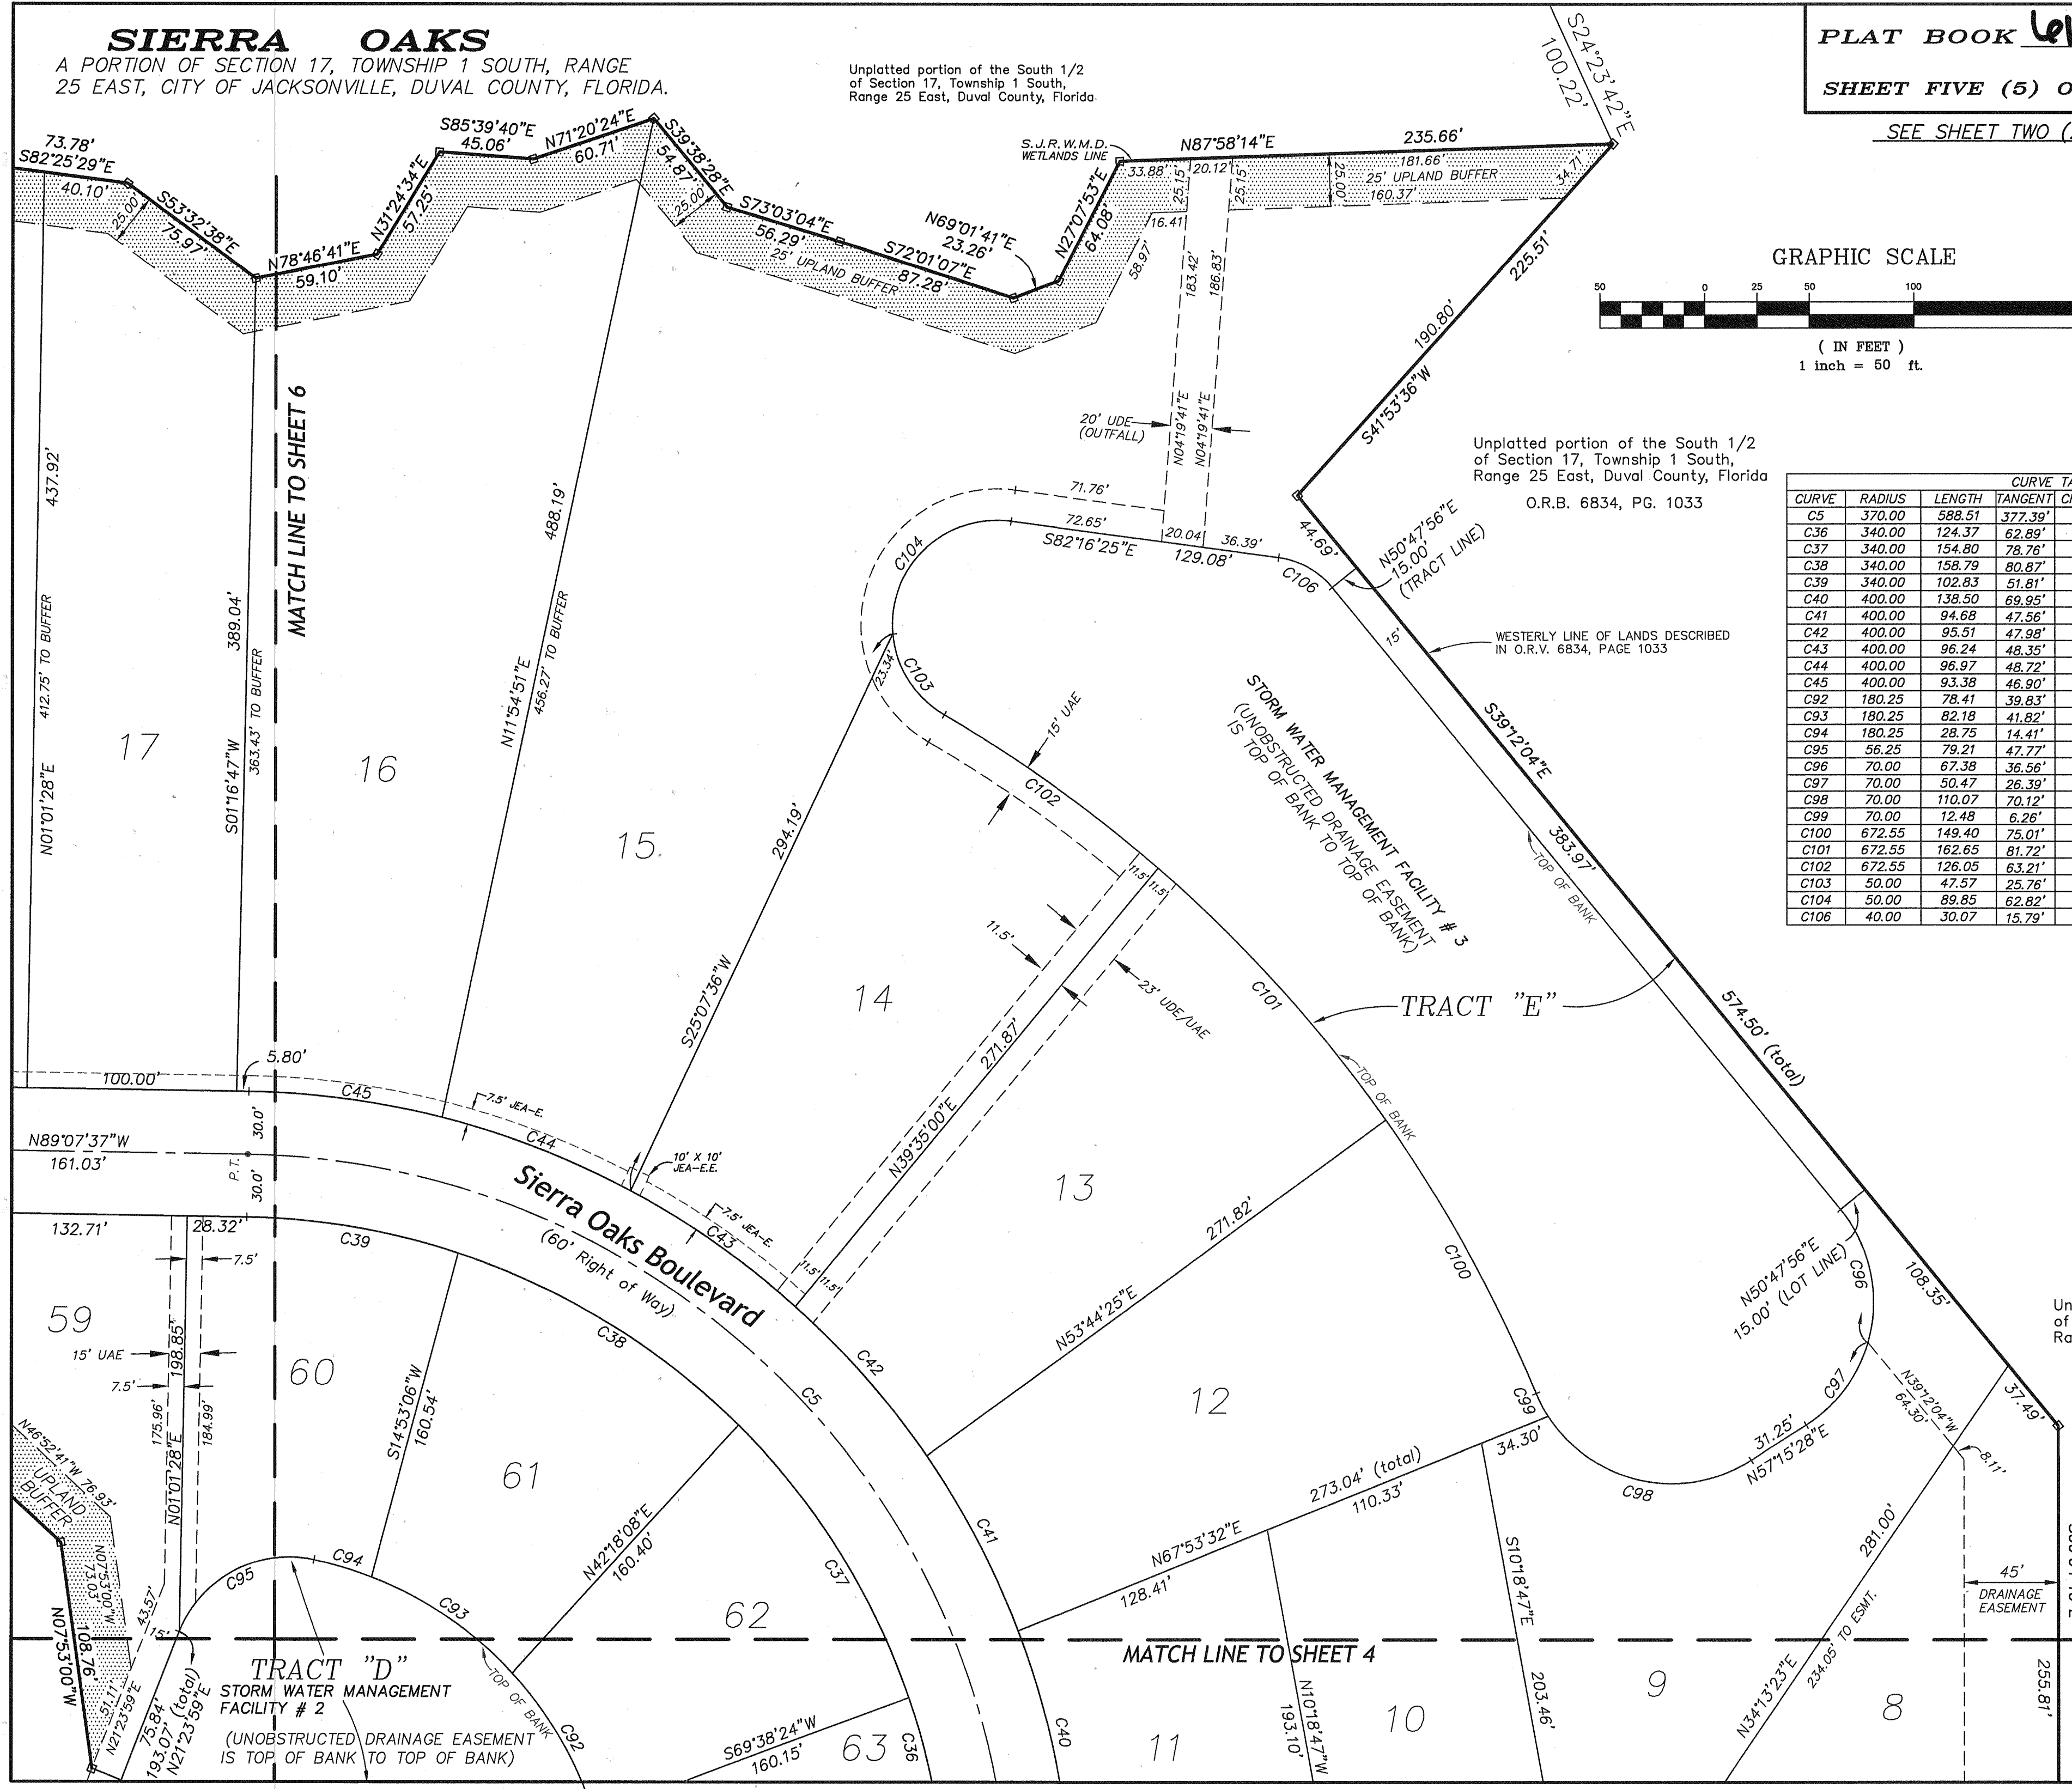 SIERRA OAKS
A PORTION OF SECTION 17, TOWNSHIP 1 SOUTH, RANGE
25 EAST, CITY OF JACKSONVILLE, DUVAL COUNTY, FLORIDA.
Unplatted portion of the South 1/2
of Section 17, Township 1 South,
Range 25 East, Duval County, Florida
S24°23'42"E
100.22'
PLAT BOOK
SHEET FIVE (5) O
SEE SHEET TWO (
73.78'
S82°25'29"E
40.10'
25.00'
S53°32'38"E
75.97'
N78°46'41"E
59.10'
N31°24'34"E
57.25'
S85°39'40"E
45.06'
N71°20'24"E
60.71'
S39°38'28"E
54.87'
25.00'
S73°03'04"E
56.29'
25' UPLAND BUFFER
S72°01'07"E
87.28'
N69°01'41"E
23.26'
N27°07'53"E
64.08'
58.97'
S.J.R.W.M.D.
WETLANDS LINE
N87°58'14"E
235.66'
33.88'
20.12'
25.15'
25.15'
16.41
181.66'
25' UPLAND BUFFER
160.37'
25.00'
34.71'
225.51'
190.80'
S41°53'36"W
183.42'
186.83'
N04°19'41"E
N04°19'41"E
20' UDE
(OUTFALL)
GRAPHIC SCALE
50 0 25 50 100
( IN FEET )
1 inch = 50 ft.
Unplatted portion of the South 1/2
of Section 17, Township 1 South,
Range 25 East, Duval County, Florida
O.R.B. 6834, PG. 1033
CURVE TA
CURVE RADIUS LENGTH TANGENT C
C5 370.00 588.51 377.39'
C36 340.00 124.37 62.89'
C37 340.00 154.80 78.76'
C38 340.00 158.79 80.87'
C39 340.00 102.83 51.81'
C40 400.00 138.50 69.95'
C41 400.00 94.68 47.56'
C42 400.00 95.51 47.98'
C43 400.00 96.24 48.35'
C44 400.00 96.97 48.72'
C45 400.00 93.38 46.90'
C92 180.25 78.41 39.83'
C93 180.25 82.18 41.82'
C94 180.25 28.75 14.41'
C95 56.25 79.21 47.77'
C96 70.00 67.38 36.56'
C97 70.00 50.47 26.39'
C98 70.00 110.07 70.12'
C99 70.00 12.48 6.26'
C100 672.55 149.40 75.01'
C101 672.55 162.65 81.72'
C102 672.55 126.05 63.21'
C103 50.00 47.57 25.76'
C104 50.00 89.85 62.82'
C106 40.00 30.07 15.79'
MATCH LINE TO SHEET 6
437.92'
412.75' TO BUFFER
N01°01'28"E
17
389.04'
363.43' TO BUFFER
S01°16'47"W
16
488.19'
N11°54'51"E
456.27' TO BUFFER
15
71.76'
72.65'
S82°16'25"E
20.04'
36.39'
129.08'
C104
C103
C106
23.34'
44.69'
N50°47'56"E
15.00'
(TRACT LINE)
15'
WESTERLY LINE OF LANDS DESCRIBED
IN O.R.V. 6834, PAGE 1033
15' UAE
C102
STORM WATER MANAGEMENT FACILITY # 3
(UNOBSTRUCTED DRAINAGE EASEMENT
IS TOP OF BANK TO TOP OF BANK)
S39°12'04"E
383.97'
TOP OF BANK
294.19'
S25°07'36"W
14
11.5'
11.5'
11.5'
23' UDE/UAE
271.87'
N39°35'00"E
11.5'
11.5'
C101
TRACT "E"
TOP OF BANK
574.50' (total)
13
271.82'
N53°44'25"E
C100
5.80'
100.00'
C45
7.5' JEA-E.
C44
10' X 10'
JEA-E.E.
7.5' JEA-E.
C43
30.0'
30.0'
P.T.
N89°07'37"W
161.03'
Sierra Oaks Boulevard
(60' Right of Way)
132.71'
28.32'
7.5'
C39
C38
C42
C5
12
C99
N50°47'56"E
15.00' (LOT LINE)
C96
108.35'
Un
of
Ra
C97
N39°12'04"W
64.30'
37.49'
8.11'
31.25'
N57°15'28"E
C98
34.30'
273.04' (total)
110.33'
N67°53'32"E
128.41'
59
15' UAE
7.5'
198.85'
175.96'
N01°01'28"E
184.99'
60
S14°53'06"W
160.54'
61
N42°18'08"E
160.40'
C37
C41
N46°52'41"W 76.93'
UPLAND
BUFFER
N07°53'00"W
73.03'
43.57'
15'
C95
C94
C93
62
S10°18'47"E
281.00'
45'
DRAINAGE
EASEMENT
MATCH LINE TO SHEET 4
108.76'
N07°53'00"W
51.11'
N21°23'59"E
75.84'
193.07' (total)
N21°23'59"E
TRACT "D"
STORM WATER MANAGEMENT
FACILITY # 2
(UNOBSTRUCTED DRAINAGE EASEMENT
IS TOP OF BANK TO TOP OF BANK)
TOP OF BANK
C92
S69°38'24"W
160.15'
63
C36
C40
11
N10°18'47"W
193.10'
10
203.46'
9
N34°13'23"E
234.05' TO ESMT.
8
255.81'